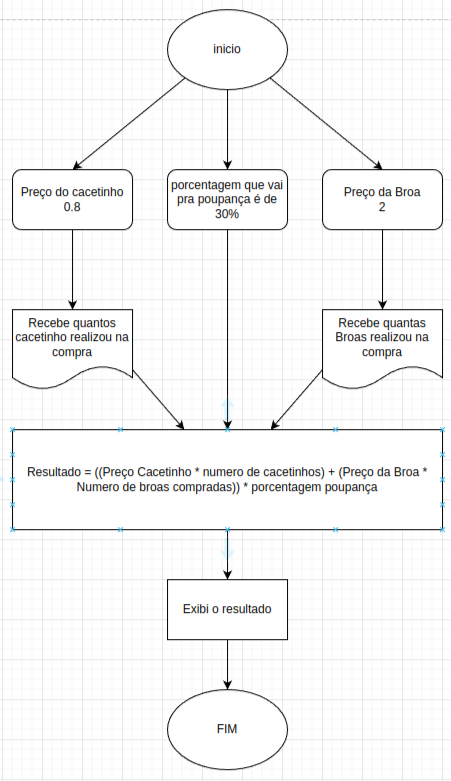 inicio
Preço do cacetinho
0.8
porcentagem que vai
pra poupança é de
30%
Preço da Broa
2
Recebe quantos
cacetinho realizou na
compra
Recebe quantas
Broas realizou na
compra
Resultado = ((Preço Cacetinho * numero de cacetinhos) + (Preço da Broa *
Numero de broas compradas)) * porcentagem poupança
Exibi o resultado
FIM